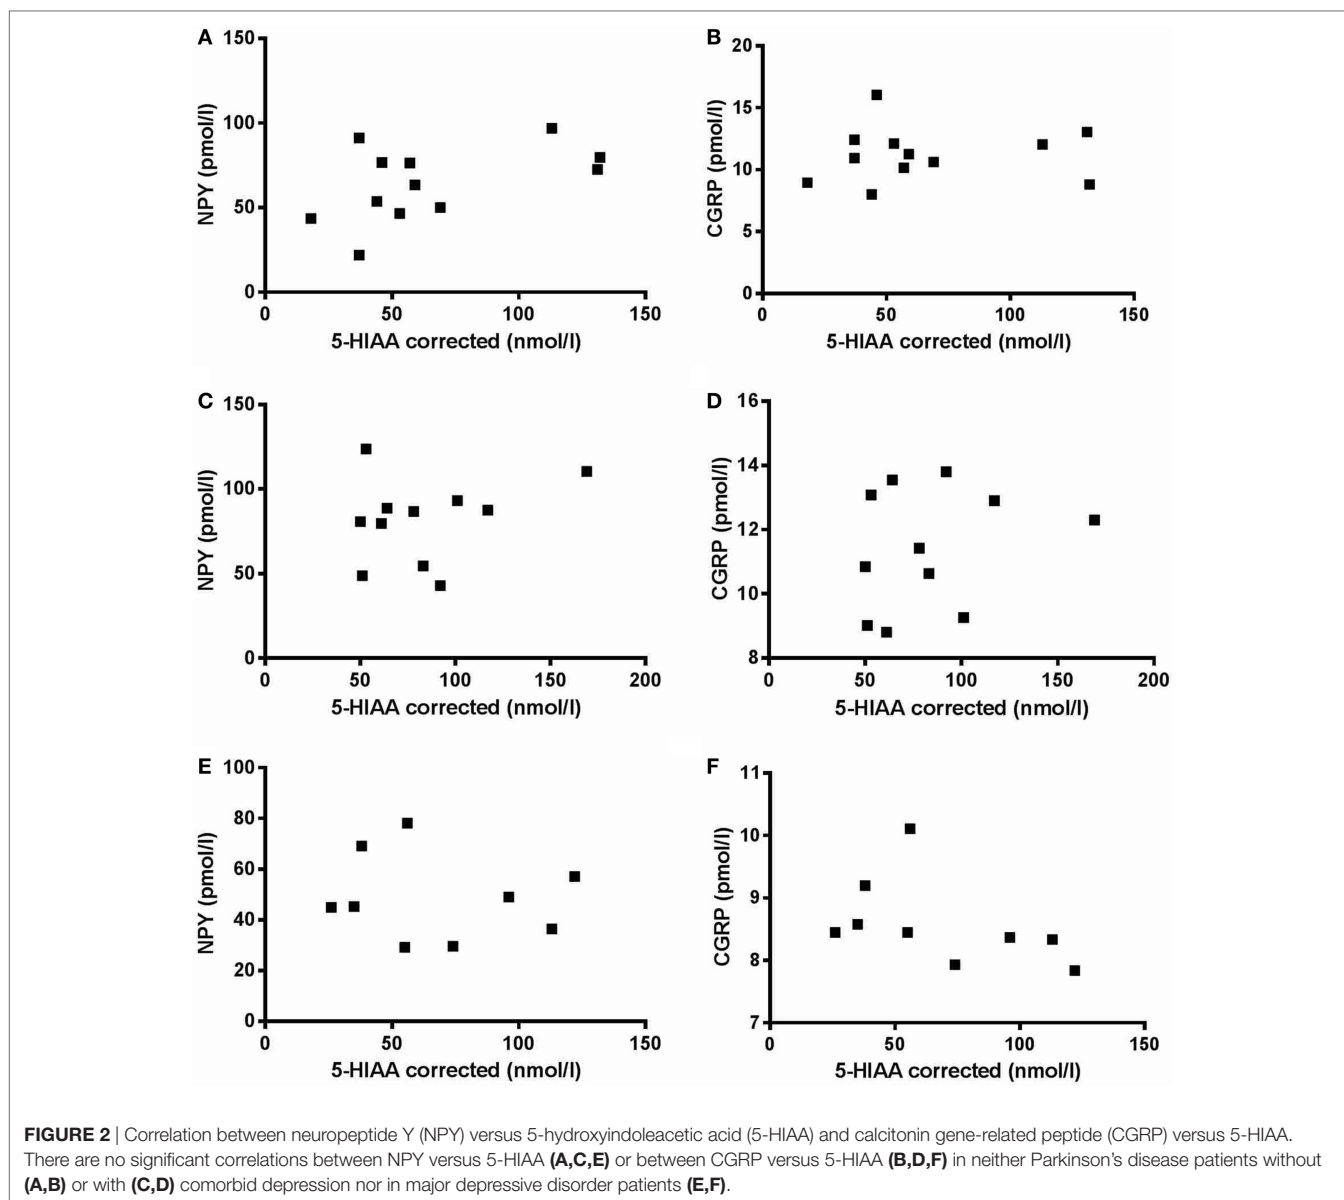 A
150
100
50
0
NPY (pmol/l)
0 50 100 150
5-HIAA corrected (nmol/l)
B
20
15
10
5
0
CGRP (pmol/l)
0 50 100 150
5-HIAA corrected (nmol/l)
C
150
100
50
0
NPY (pmol/l)
0 50 100 150 200
5-HIAA corrected (nmol/l)
D
16
14
12
10
8
CGRP (pmol/l)
0 50 100 150 200
5-HIAA corrected (nmol/l)
E
100
80
60
40
20
0
NPY (pmol/l)
0 50 100 150
5-HIAA corrected (nmol/l)
F
11
10
9
8
7
CGRP (pmol/l)
0 50 100 150
5-HIAA corrected (nmol/l)
FIGURE 2 | Correlation between neuropeptide Y (NPY) versus 5-hydroxyindoleacetic acid (5-HIAA) and calcitonin gene-related peptide (CGRP) versus 5-HIAA.
There are no significant correlations between NPY versus 5-HIAA (A,C,E) or between CGRP versus 5-HIAA (B,D,F) in neither Parkinson's disease patients without
(A,B) or with (C,D) comorbid depression nor in major depressive disorder patients (E,F).